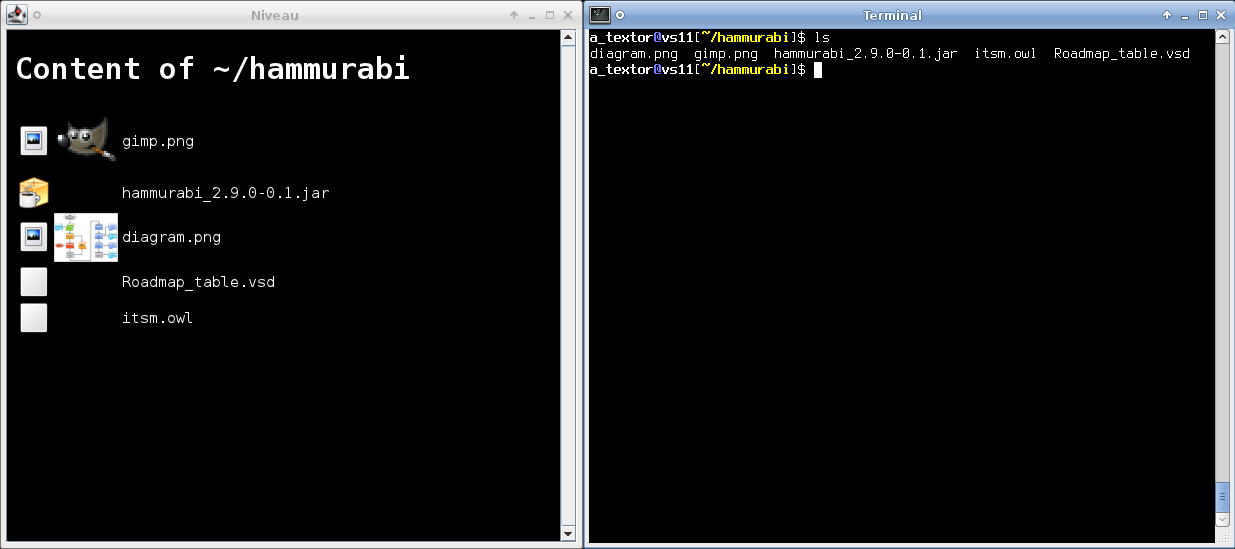 Niveau
Content of ~/hammurabi
gimp.png
hammurabi_2.9.0-0.1.jar
diagram.png
Roadmap_table.vsd
itsm.owl
Terminal
a_textor@vs11[~/hammurabi]$ ls
diagram.png  gimp.png  hammurabi_2.9.0-0.1.jar  itsm.owl  Roadmap_table.vsd
a_textor@vs11[~/hammurabi]$